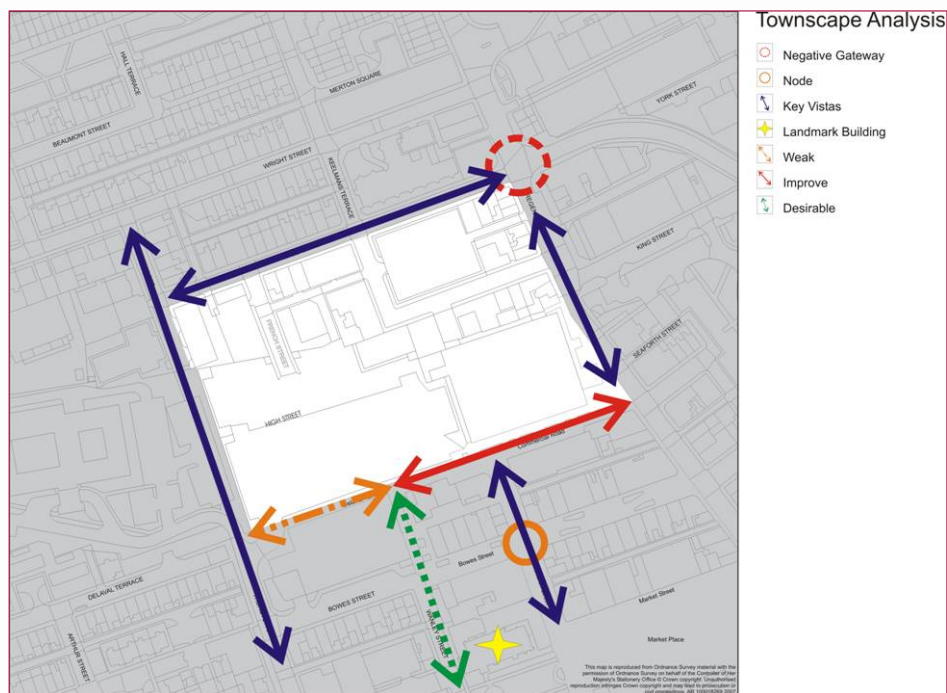 Townscape Analysis
Negative Gateway
Node
Key Vistas
Landmark Building
Weak
Improve
Desirable
HALL TERRACE
MERTON SQUARE
YORK STREET
BEAUMONT STREET
WRIGHT STREET
KEELMANS TERRACE
KING STREET
SEAFORTH STREET
FRENCH STREET
HIGH STREET
Commercial Road
Bowes Street
DELAVAL TERRACE
BOWES STREET
Market Street
WANLEY STREET
ARTHUR STREET
Market Place
This map is reproduced from Ordnance Survey material with the
permission of Ordnance Survey on behalf of the Controller of Her
Majesty's Stationery Office © Crown copyright. Unauthorised
reproduction infringes Crown copyright and may lead to prosecution or